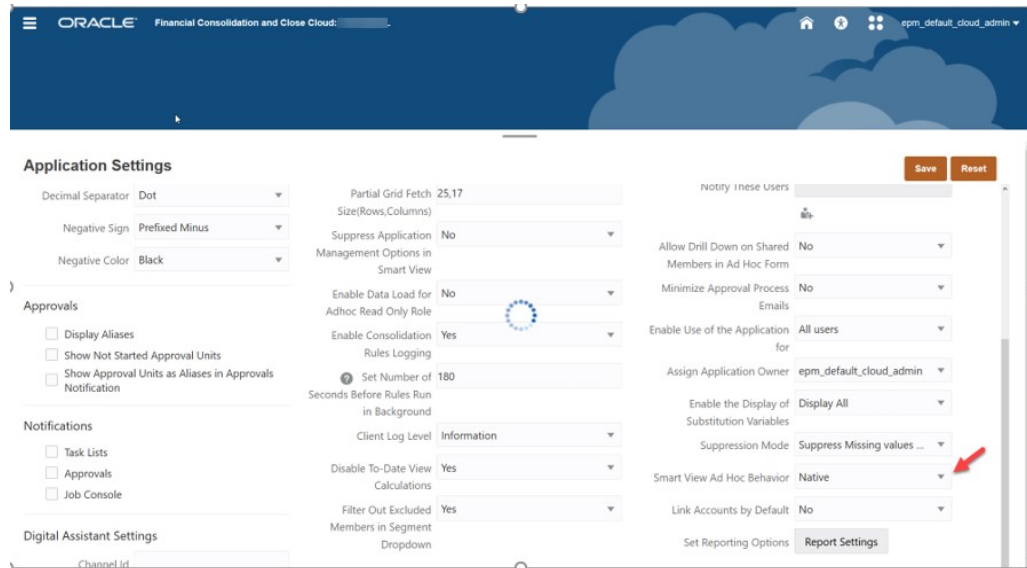 ORACLE Financial Consolidation and Close Cloud: epm_default_cloud_admin
Application Settings
Save Reset
Decimal Separator Dot
Negative Sign Prefixed Minus
Negative Color Black
Approvals
Display Aliases
Show Not Started Approval Units
Show Approval Units as Aliases in Approvals
Notification
Notifications
Task Lists
Approvals
Job Console
Digital Assistant Settings
Channel Id
Partial Grid Fetch 25,17
Size(Rows,Columns)
Suppress Application No
Management Options in
Smart View
Enable Data Load for No
Adhoc Read Only Role
Enable Consolidation Yes
Rules Logging
Set Number of 180
Seconds Before Rules Run
in Background
Client Log Level Information
Disable To-Date View Yes
Calculations
Filter Out Excluded Yes
Members in Segment
Dropdown
Notify These Users
Allow Drill Down on Shared No
Members in Ad Hoc Form
Minimize Approval Process No
Emails
Enable Use of the Application All users
for
Assign Application Owner epm_default_cloud_admin
Enable the Display of Display All
Substitution Variables
Suppression Mode Suppress Missing values ...
Smart View Ad Hoc Behavior Native
Link Accounts by Default No
Set Reporting Options Report Settings